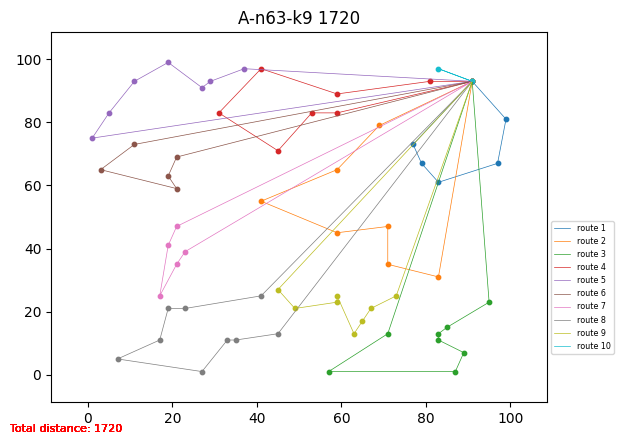 A-n63-k9 1720
100
80
60
40
20
0
0 20 40 60 80 100
route 1
route 2
route 3
route 4
route 5
route 6
route 7
route 8
route 9
route 10
Total distance: 1720